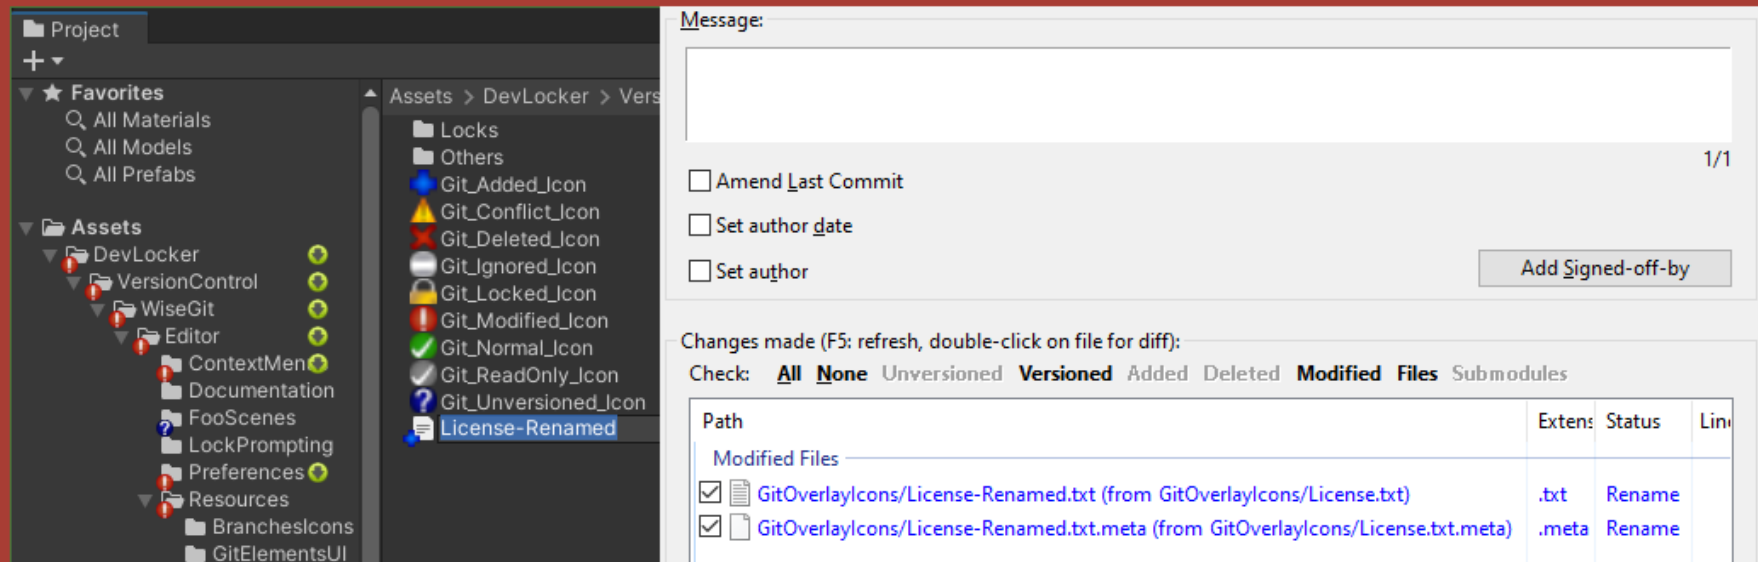 Project
Favorites
All Materials
All Models
All Prefabs
Assets
DevLocker
VersionControl
WiseGit
Editor
ContextMen
Documentation
FooScenes
LockPrompting
Preferences
Resources
BranchesIcons
GitElementsUI
Assets > DevLocker > Vers
Locks
Others
Git_Added_Icon
Git_Conflict_Icon
Git_Deleted_Icon
Git_Ignored_Icon
Git_Locked_Icon
Git_Modified_Icon
Git_Normal_Icon
Git_ReadOnly_Icon
Git_Unversioned_Icon
License-Renamed
Message:
1/1
Amend Last Commit
Set author date
Set author
Add Signed-off-by
Changes made (F5: refresh, double-click on file for diff):
Check: All None Unversioned Versioned Added Deleted Modified Files Submodules
Path Extens Status Line
Modified Files
GitOverlayIcons/License-Renamed.txt (from GitOverlayIcons/License.txt) .txt Rename
GitOverlayIcons/License-Renamed.txt.meta (from GitOverlayIcons/License.txt.meta) .meta Rename